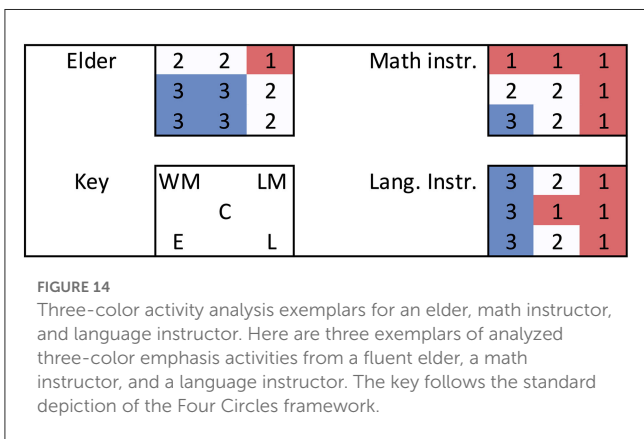 Elder 2 2 1 Math instr. 1 1 1
3 3 2 2 2 1
3 3 2 3 2 1
Key WM LM Lang. Instr. 3 2 1
C 3 1 1
E L 3 2 1
FIGURE 14
Three-color activity analysis exemplars for an elder, math instructor,
and language instructor. Here are three exemplars of analyzed
three-color emphasis activities from a fluent elder, a math
instructor, and a language instructor. The key follows the standard
depiction of the Four Circles framework.